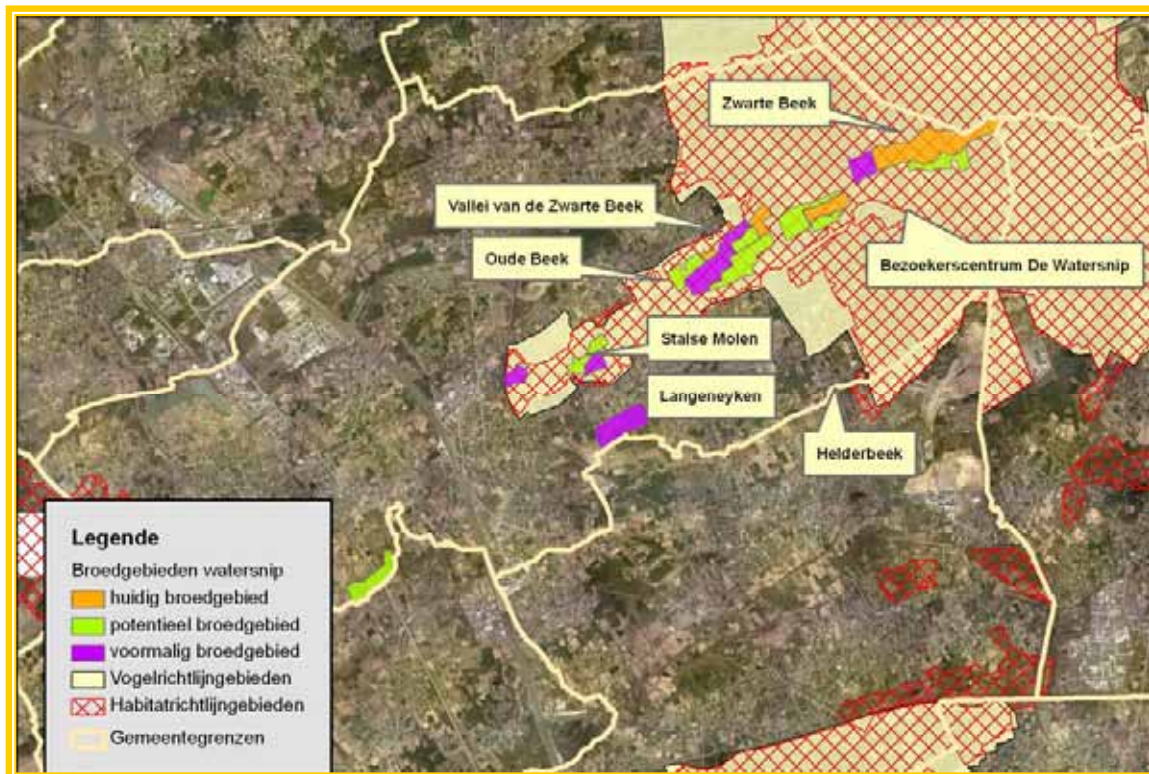 Zwarte Beek
Vallei van de Zwarte Beek
Oude Beek
Bezoekerscentrum De Watersnip
Stalse Molen
Langeneyken
Helderbeek
Legende
Broedgebieden watersnip
huidig broedgebied
potentieel broedgebied
voormalig broedgebied
Vogelrichtlijngebieden
Habitatrichtlijngebieden
Gemeentegrenzen